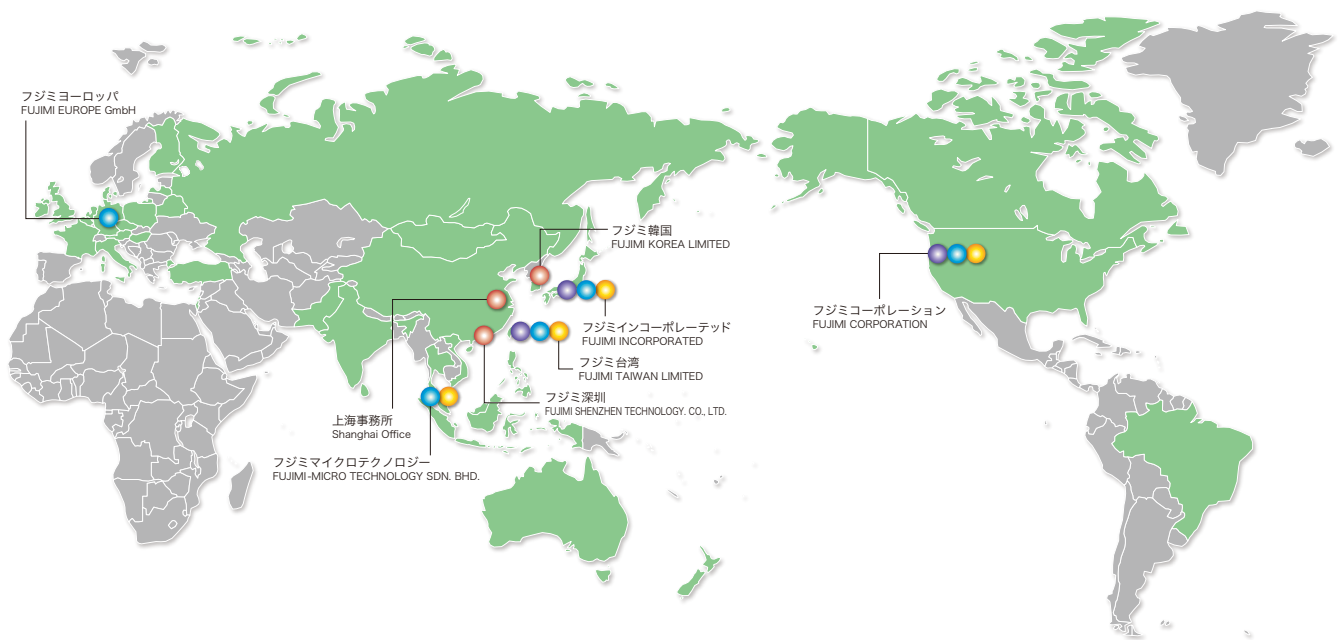 フジミヨーロッパ
FUJIMI EUROPE GmbH
フジミ韓国
FUJIMI KOREA LIMITED
フジミコーポレーション
FUJIMI CORPORATION
フジミインコーポレーテッド
FUJIMI INCORPORATED
フジミ台湾
FUJIMI TAIWAN LIMITED
フジミ深圳
FUJIMI SHENZHEN TECHNOLOGY. CO., LTD.
上海事務所
Shanghai Office
フジミマイクロテクノロジー
FUJIMI-MICRO TECHNOLOGY SDN. BHD.